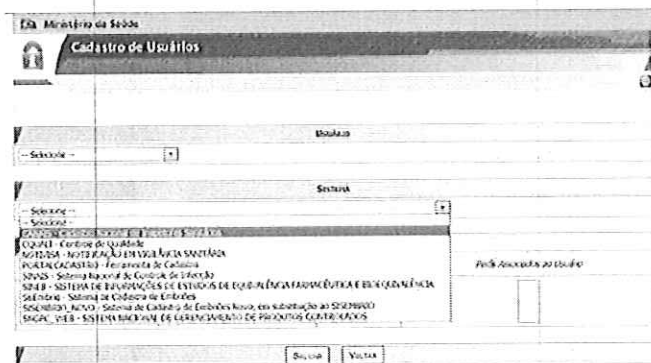 Ministério da Saúde
Cadastro de Usuários
Usuário
-- Selecione --
Sistema
-- Selecione --
-- Selecione --
CQUALI - Controle de Qualidade
NOTIVISA - NOTIFICAÇÃO EM VIGILÂNCIA SANITÁRIA
PORTALCADASTRO - Ferramenta de Cadastro
SINAIS - Sistema Nacional de Controle de Infecção
SINEB - SISTEMA DE INFORMAÇÕES DE ESTUDOS DE EQUIVALÊNCIA FARMACÊUTICA E BIOEQUIVALÊNCIA
SisEmbrio - Sistema de Cadastro de Embriões
SISEMBRIO_NOVO - Sistema de Cadastro de Embriões Novo, em substituição ao SISEMBRIO
SNGPC_WEB - SISTEMA NACIONAL DE GERENCIAMENTO DE PRODUTOS CONTROLADOS
Perfis Associados ao Usuário
SALVAR VOLTAR